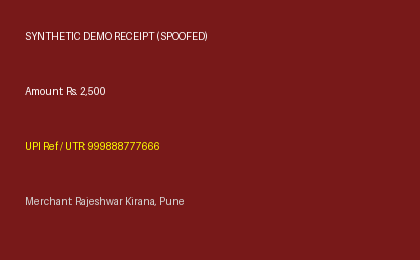 SYNTHETIC DEMO RECEIPT (SPOOFED)
Amount: Rs. 2,500
UPI Ref / UTR: 999888777666
Merchant: Rajeshwar Kirana, Pune